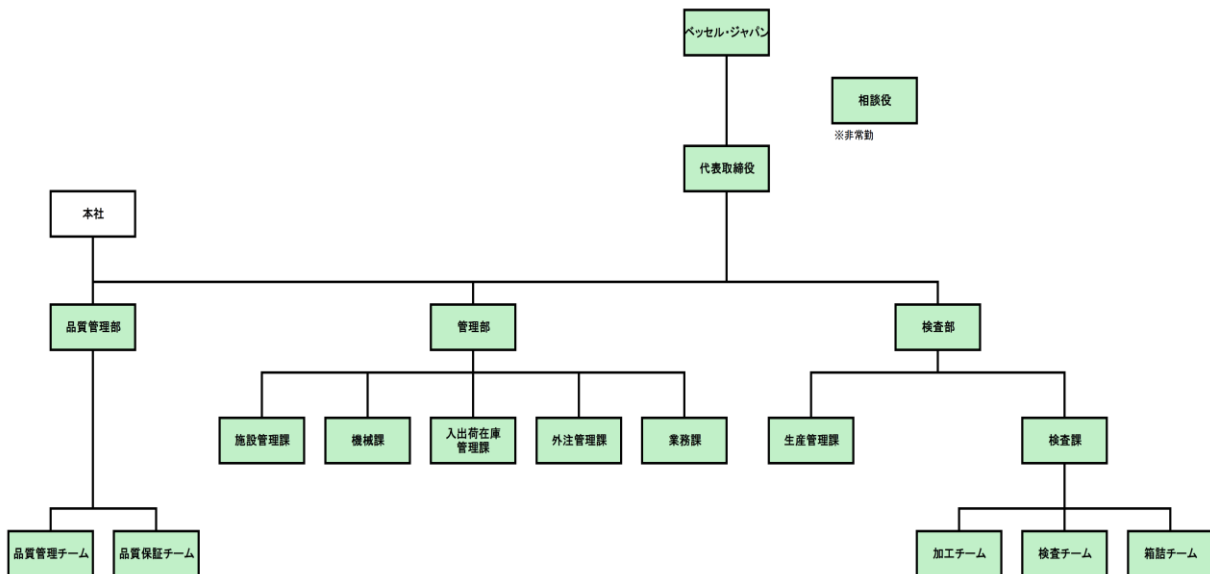 ベッセル・ジャパン
相談役
※非常勤
代表取締役
本社
品質管理部
管理部
検査部
施設管理課
機械課
入出荷在庫
管理課
外注管理課
業務課
生産管理課
検査課
品質管理チーム
品質保証チーム
加工チーム
検査チーム
箱詰チーム